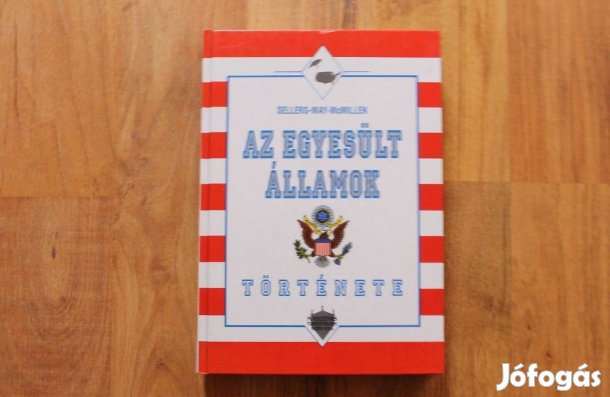 SELLERS-MAY-McMILLEN
AZ EGYESÜLT
ÁLLAMOK
TÖRTÉNETE
Jófogás